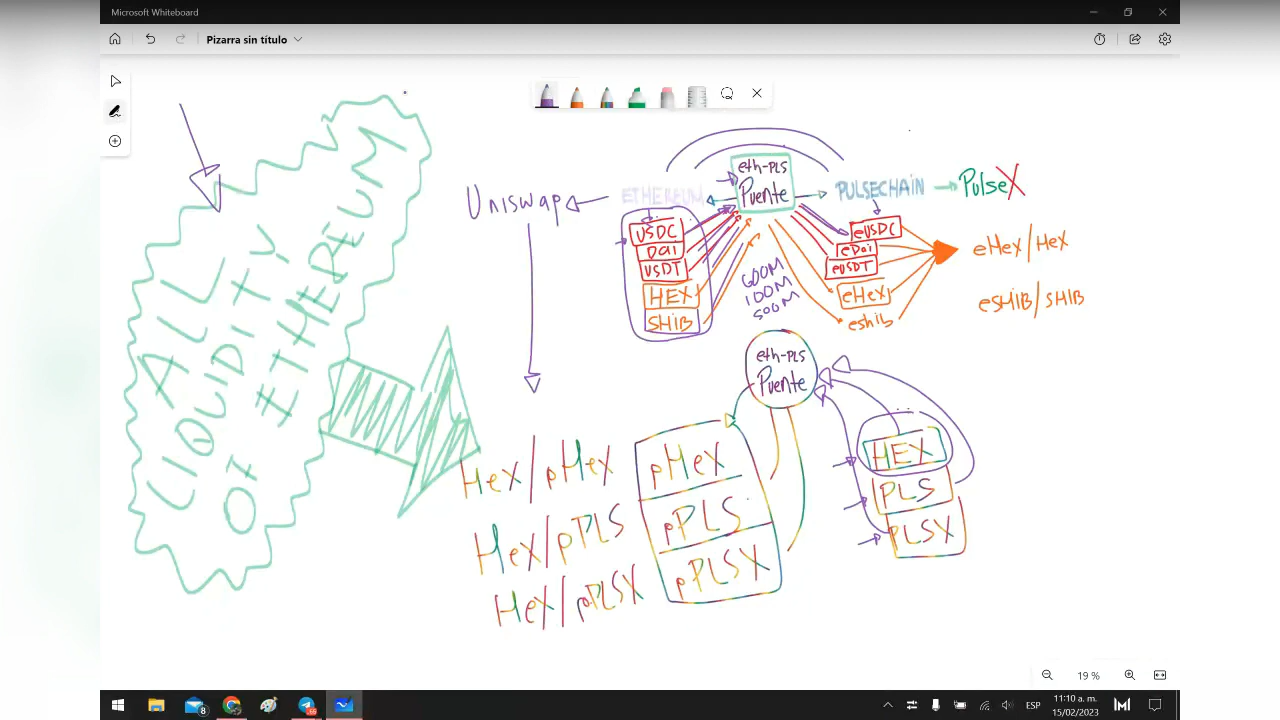 Microsoft Whiteboard
Pizarra sin título
ALL
LIQUIDITY
OF
ETHEREUM
Uniswap
ETHEREUM
eth-PLS
Puente
PULSECHAIN
PulseX
USDC
Dai
USDT
HEX
SHIB
600M
100M
500M
eUSDC
eDai
eUSDT
eHex
eshib
eHex/Hex
eSHIB/SHIB
eth-PLS
Puente
Hex/pHex
Hex/pPLS
Hex/pPLSX
pHex
pPLS
pPLSX
HEX
PLS
PLSX
19 %
8
ESP
11:10 a. m.
15/02/2023